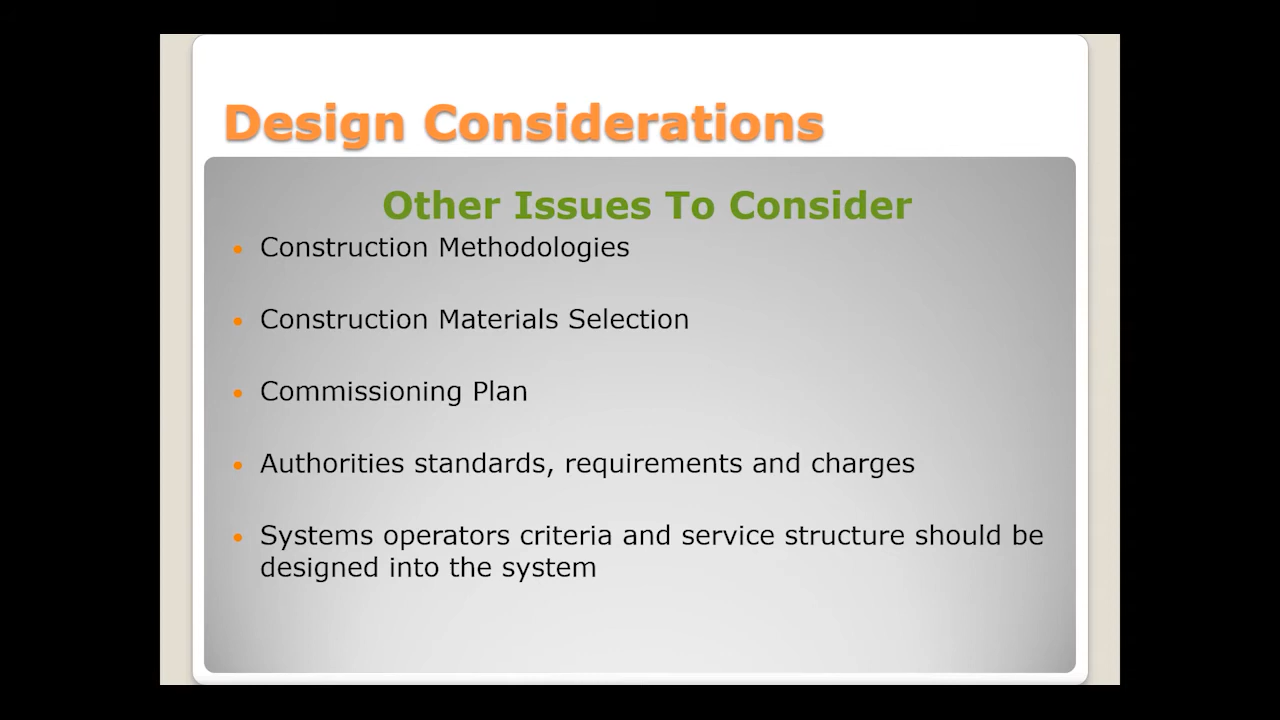 Design Considerations
Other Issues To Consider
• Construction Methodologies
• Construction Materials Selection
• Commissioning Plan
• Authorities standards, requirements and charges
• Systems operators criteria and service structure should be
designed into the system